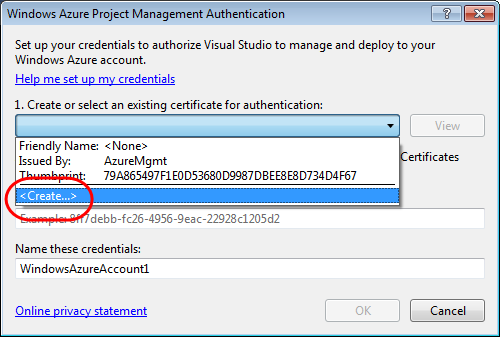 Windows Azure Project Management Authentication
Set up your credentials to authorize Visual Studio to manage and deploy to your
Windows Azure account.
Help me set up my credentials
1. Create or select an existing certificate for authentication:
View
Friendly Name: <None>
Issued By: AzureMgmt
Thumbprint: 79A865497F1E0D53680D9987DBEE8E8D734D4F67
Certificates
<Create...>
Example: 8ff7debb-fc26-4956-9eac-22928c1205d2
Name these credentials:
WindowsAzureAccount1
Online privacy statement
OK
Cancel